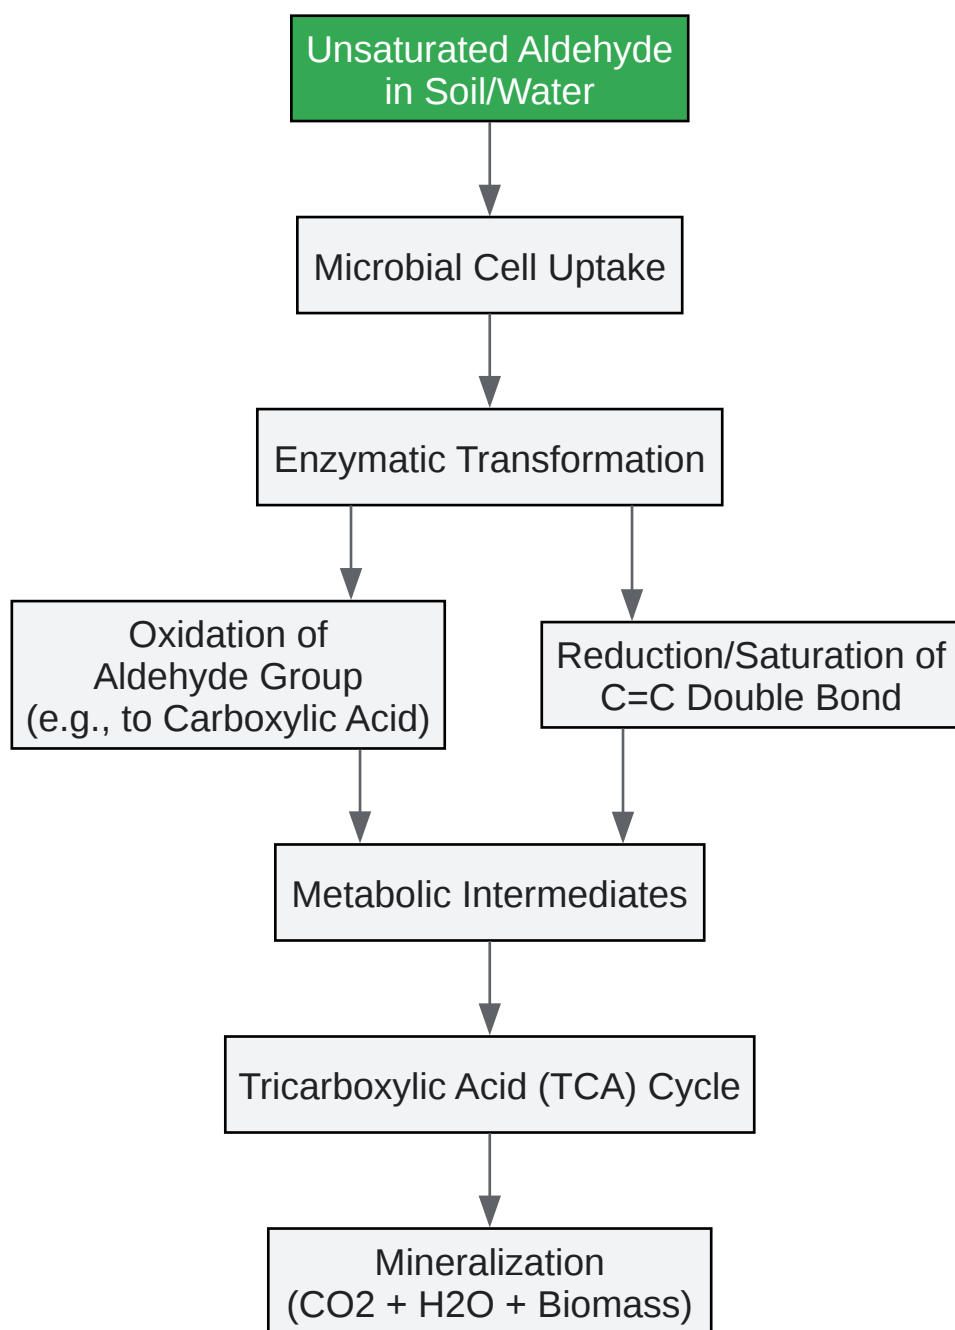 Unsaturated Aldehyde
in Soil/Water
Microbial Cell Uptake
Enzymatic Transformation
Oxidation of
Aldehyde Group
(e.g., to Carboxylic Acid)
Reduction/Saturation of
C=C Double Bond
Metabolic Intermediates
Tricarboxylic Acid (TCA) Cycle
Mineralization
(CO2 + H2O + Biomass)